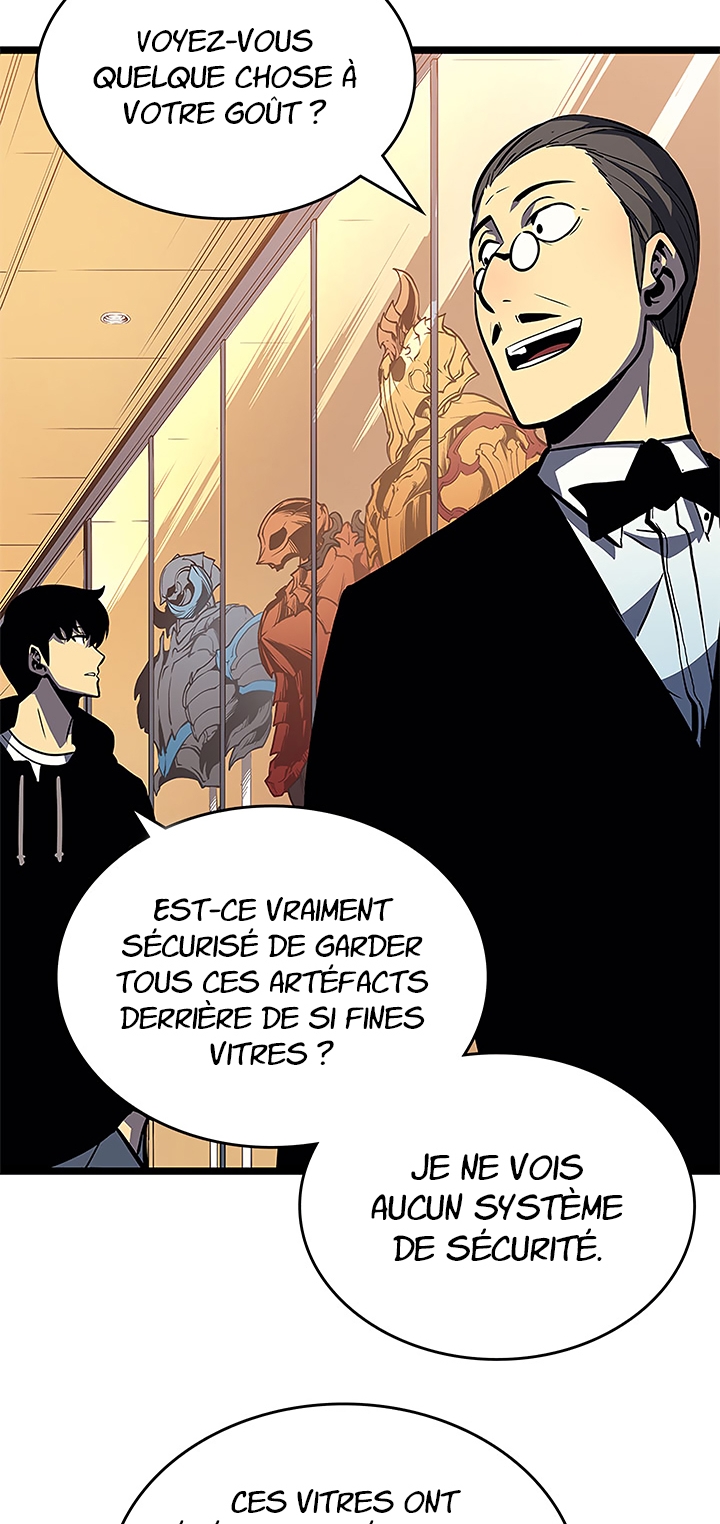 VOYEZ-VOUS
QUELQUE CHOSE À
VOTRE GOÛT ?
EST-CE VRAIMENT
SÉCURISÉ DE GARDER
TOUS CES ARTÉFACTS
DERRIÈRE DE SI FINES
VITRES ?
JE NE VOIS
AUCUN SYSTÈME
DE SÉCURITÉ.
CES VITRES ONT